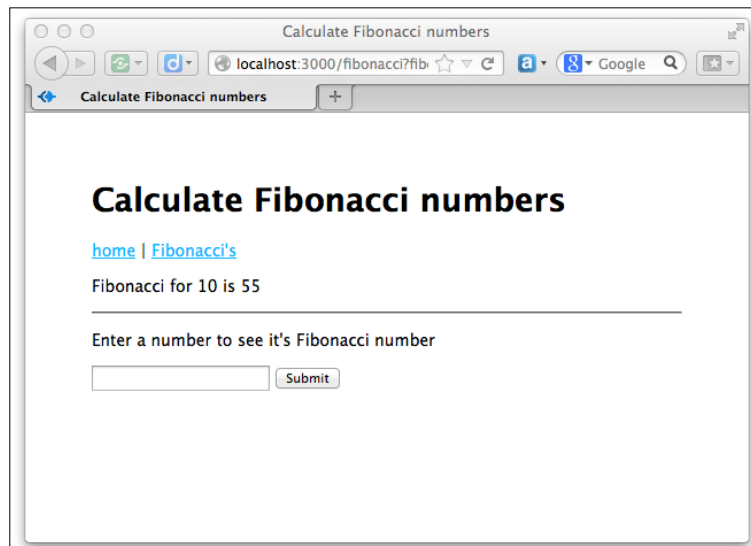 Calculate Fibonacci numbers
localhost:3000/fibonacci?fib
a
8
Google
Calculate Fibonacci numbers
+
Calculate Fibonacci numbers
home | Fibonacci's
Fibonacci for 10 is 55
Enter a number to see it's Fibonacci number
Submit